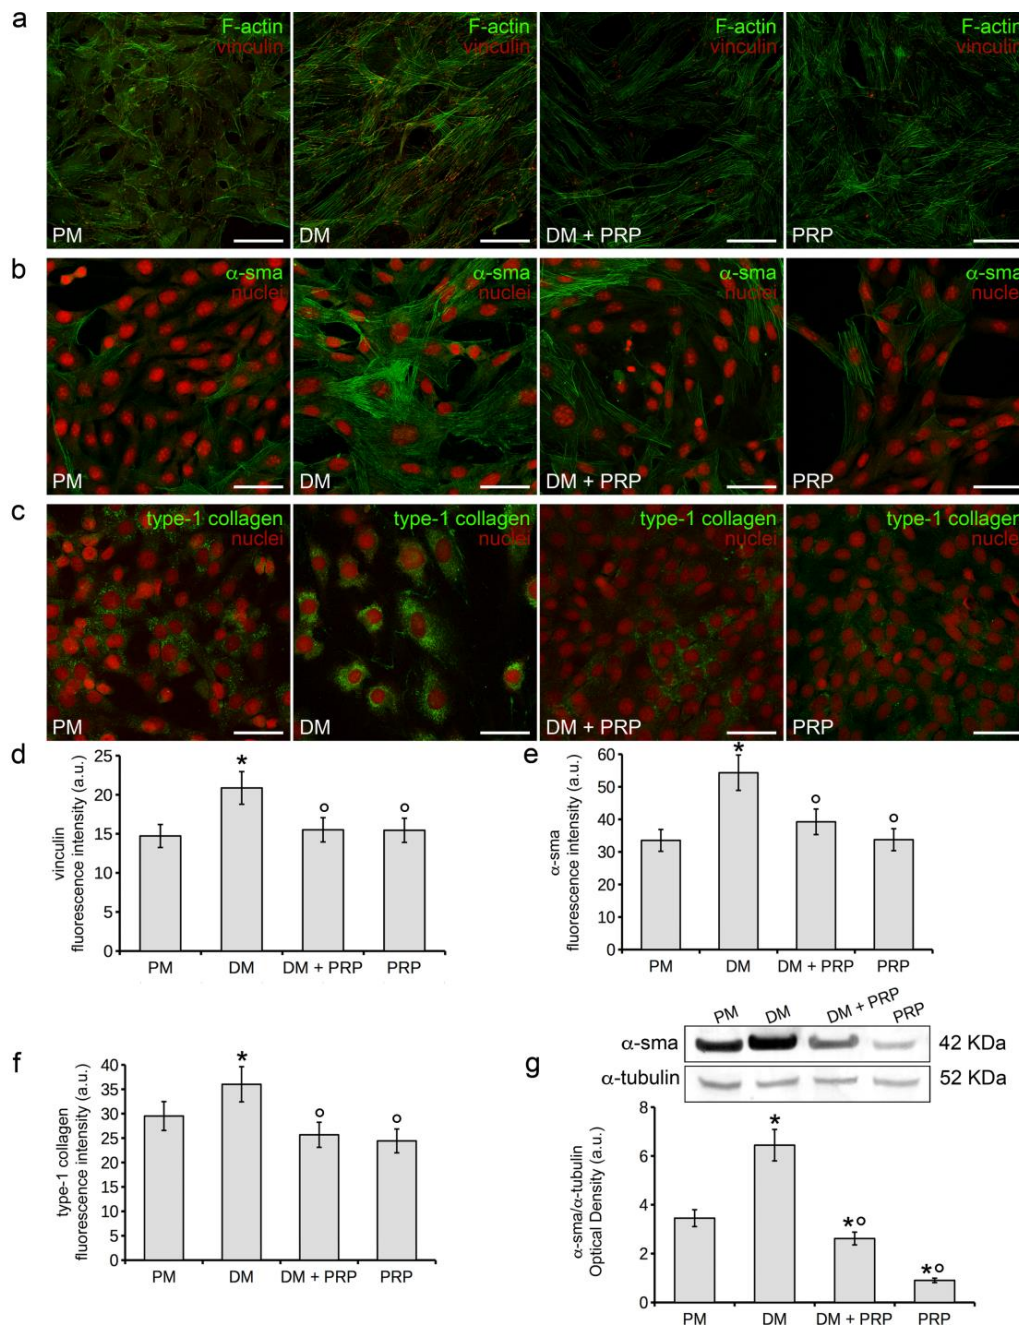 a
F-actin
vinculin
PM
F-actin
vinculin
DM
F-actin
vinculin
DM + PRP
F-actin
vinculin
PRP
b
α-sma
nuclei
PM
α-sma
nuclei
DM
α-sma
nuclei
DM + PRP
α-sma
nuclei
PRP
c
type-1 collagen
nuclei
PM
type-1 collagen
nuclei
DM
type-1 collagen
nuclei
DM + PRP
type-1 collagen
nuclei
PRP
d
vinculin
fluorescence intensity (a.u.)
25
20
15
10
5
0
*
°
°
PM DM DM + PRP PRP
e
α-sma
fluorescence intensity (a.u.)
60
50
40
30
20
10
0
*
°
°
PM DM DM + PRP PRP
f
type-1 collagen
fluorescence intensity (a.u.)
40
35
30
25
20
15
10
5
0
*
°
°
PM DM DM + PRP PRP
g
PM DM DM + PRP PRP
α-sma 42 KDa
α-tubulin 52 KDa
α-sma/α-tubulin
Optical Density (a.u.)
8
6
4
2
0
*
*°
*°
PM DM DM + PRP PRP